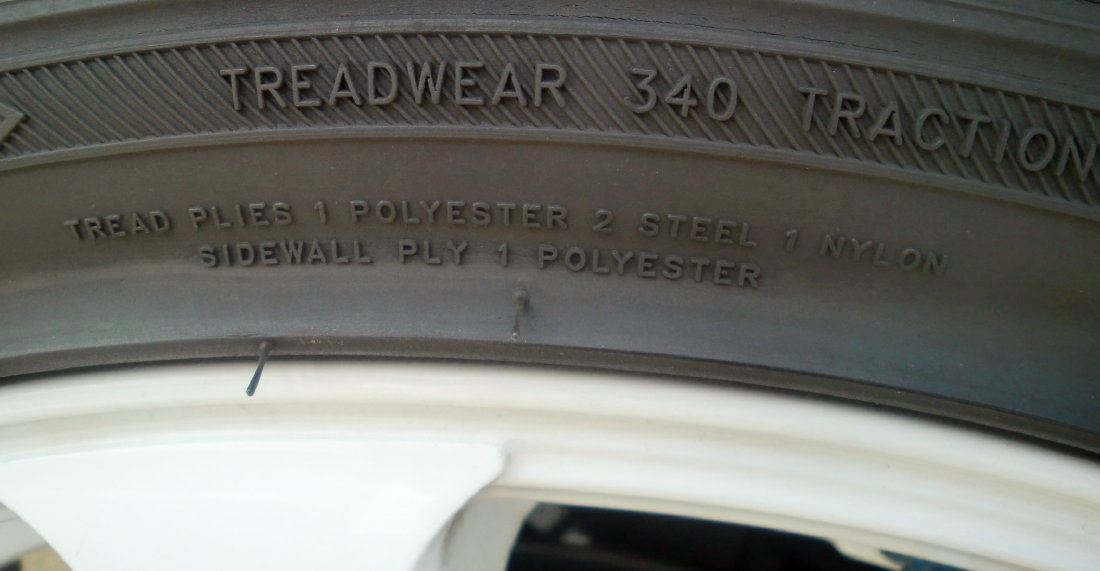 TREADWEAR 340 TRACTION
TREAD PLIES 1 POLYESTER 2 STEEL 1 NYLON
SIDEWALL PLY 1 POLYESTER